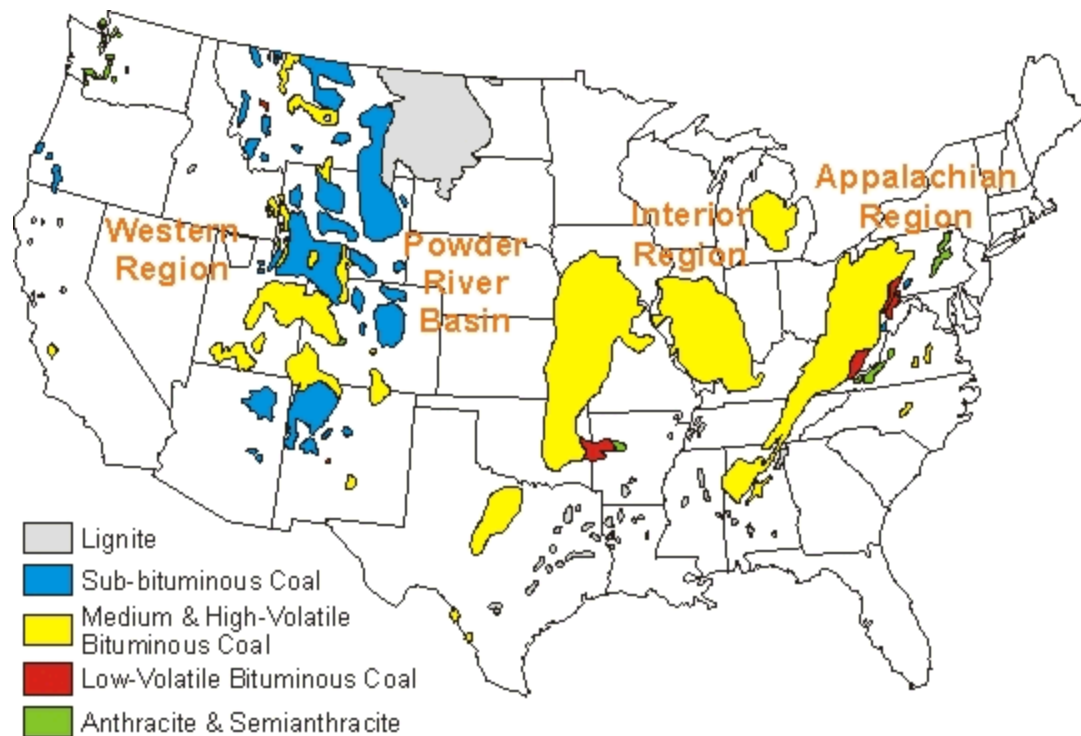 Western
Region
Powder
River
Basin
Interior
Region
Appalachian
Region
Lignite
Sub-bituminous Coal
Medium & High-Volatile
Bituminous Coal
Low-Volatile Bituminous Coal
Anthracite & Semianthracite